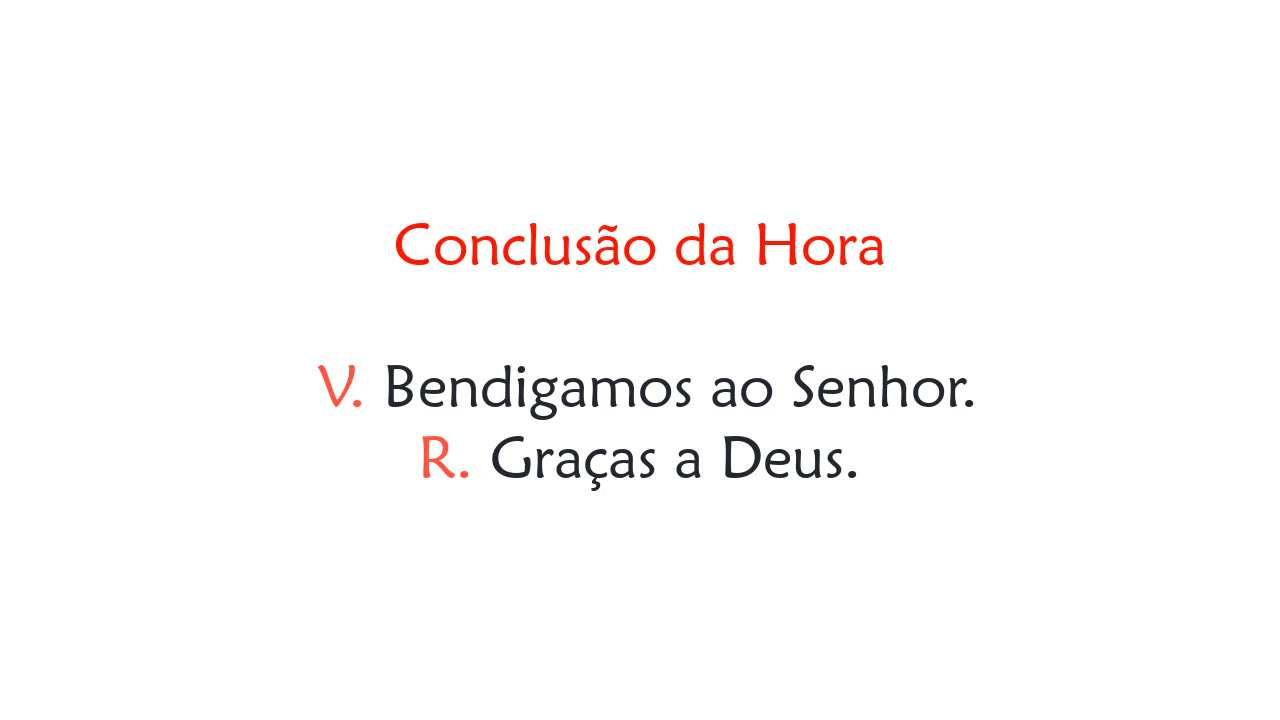 Conclusão da Hora
V. Bendigamos ao Senhor.
R. Graças a Deus.